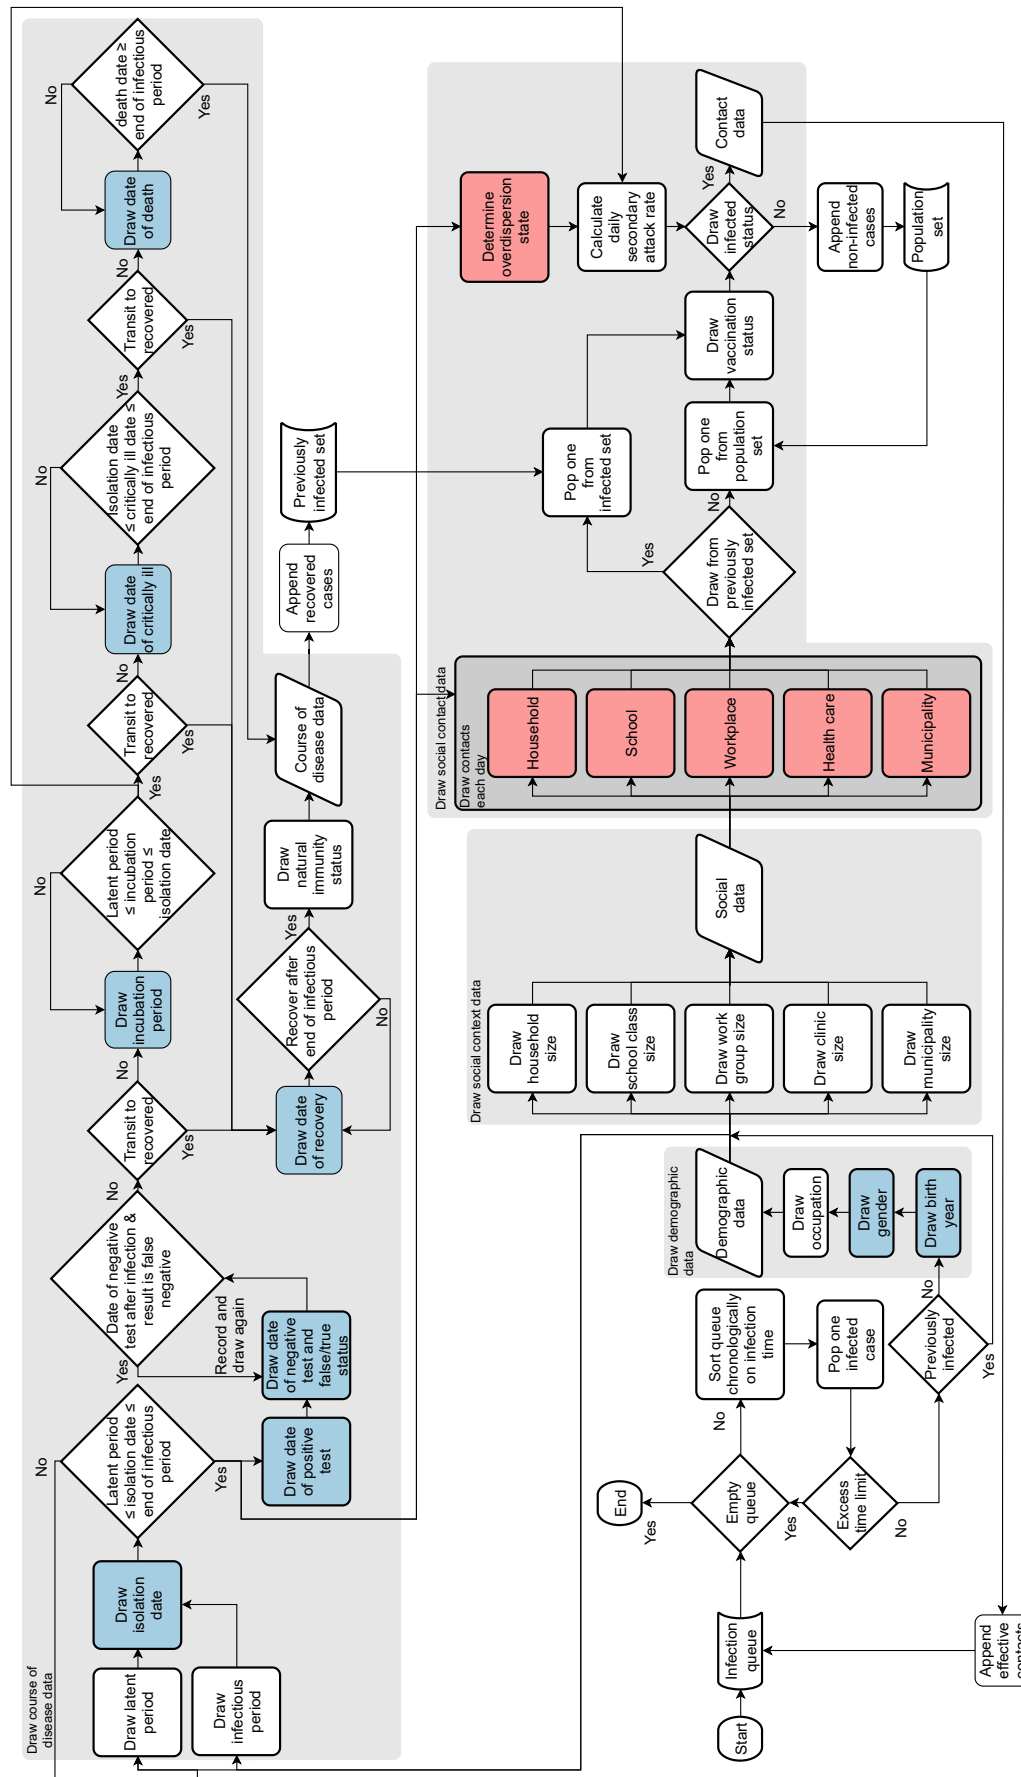 Draw course of
disease data
Draw latent
period
Draw
infectious
period
Draw
isolation
date
Latent period
≤ isolation date ≤
end of infectious
period
No
Yes
Draw date
of positive
test
Draw date
of negative
test and
false/true
status
Record and
draw again
Yes
Date of negative
test after infection &
result is false
negative
No
Transit to
recovered
Yes
No
Draw
incubation
period
Latent period
≤ incubation
period ≤
isolation date
No
Yes
Transit to
recovered
Yes
No
Draw date
of critically ill
Isolation date
≤ critically ill date ≤
end of infectious
period
No
Yes
Transit to
recovered
Yes
No
Draw date
of death
death date ≥
end of infectious
period
No
Yes
Draw date
of recovery
Recover after
end of infectious
period
No
Yes
Draw
natural
immunity
status
Course of
disease data
Append
recovered
cases
Previously
infected set
Start
Infection
queue
Empty
queue
Yes
End
No
Sort queue
chronologically
on infection
time
Pop one
infected
case
Excess
time limit
Yes
No
Previously
infected
Yes
No
Draw demographic
data
Draw birth
year
Draw
gender
Draw
occupation
Demographic
data
Draw social context data
Draw
household
size
Draw
school class
size
Draw work
group size
Draw clinic
size
Draw
municipality
size
Social
data
Draw social contact data
Draw contacts
each day
Household
School
Workplace
Health care
Municipality
Draw from
previously
infected set
Yes
No
Pop one
from
infected set
Pop one
from
population
set
Draw
vaccination
status
Determine
overdispersion
state
Calculate
daily
secondary
attack rate
Draw
infected
status
Yes
No
Contact
data
Append
non-infected
cases
Population
set
Append
effective
contacts